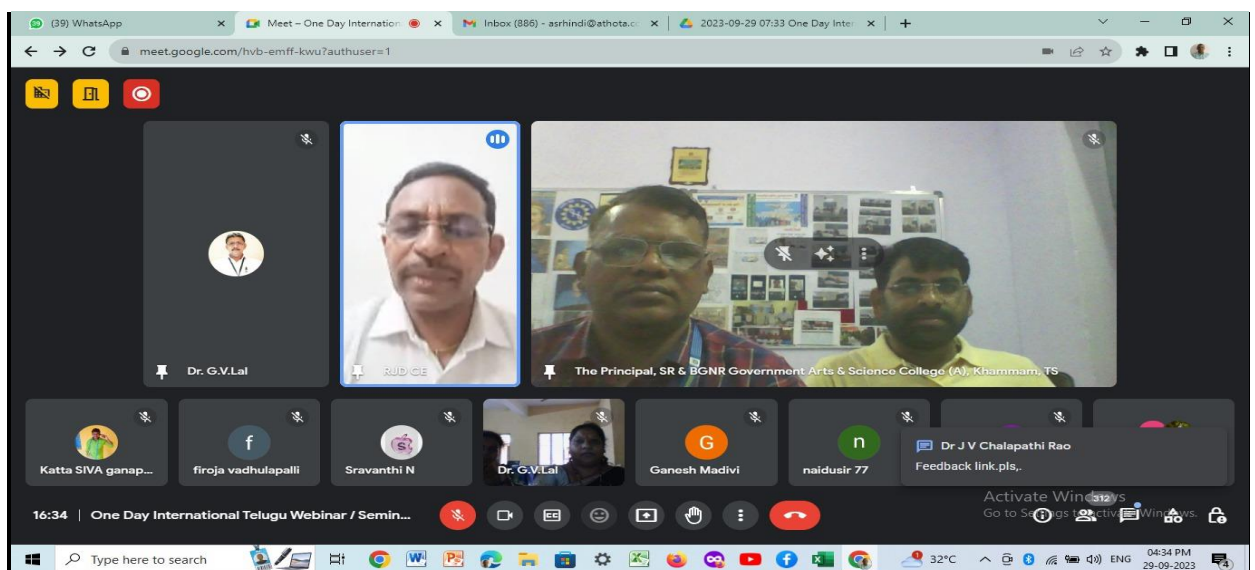 (39) WhatsApp
Meet – One Day Internation
Inbox (886) - asrhindi@athota.c
2023-09-29 07:33 One Day Inter
meet.google.com/hvb-emff-kwu?authuser=1
Dr. G.V.Lal
RJD CE
The Principal, SR & BGNR Government Arts & Science College (A), Khammam, TS
Katta SIVA ganap...
f
firoja vadhulapalli
Sravanthi N
Dr. G.V.Lal
G
Ganesh Madivi
n
naidusir 77
Dr J V Chalapathi Rao
Feedback link.pls,.
Activate Windows
Go to Settings to activate Windows.
312
16:34 | One Day International Telugu Webinar / Semin...
CC
Type here to search
32°C
ENG
04:34 PM
29-09-2023
4